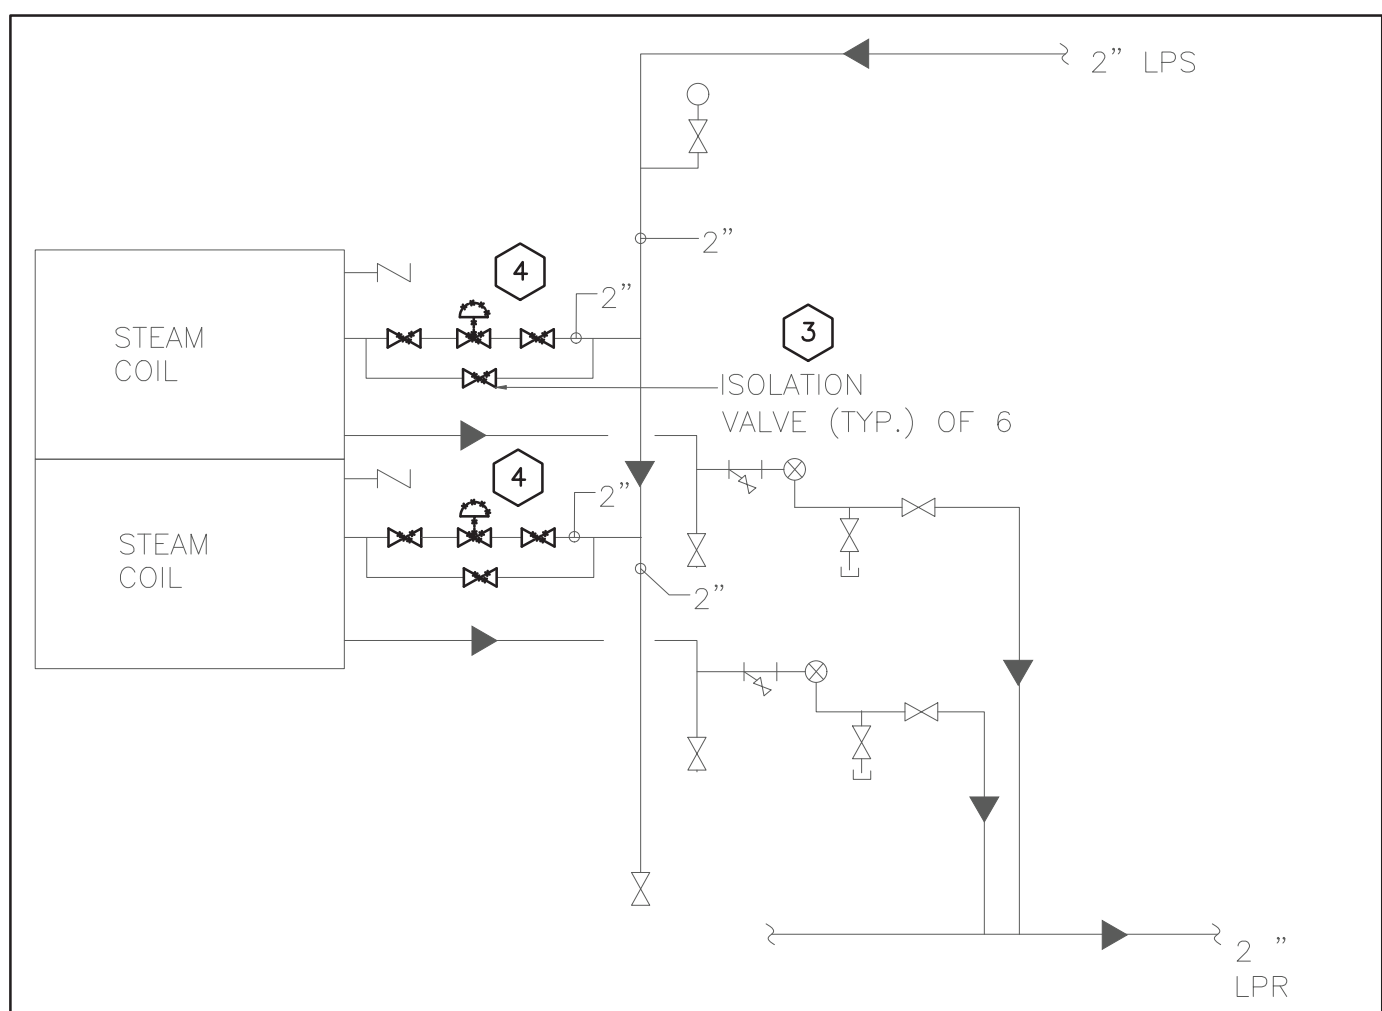 2” LPS
2”
4
2”
3
STEAM
COIL
ISOLATION
VALVE (TYP.) OF 6
4
2”
STEAM
COIL
2”
2 ”
LPR